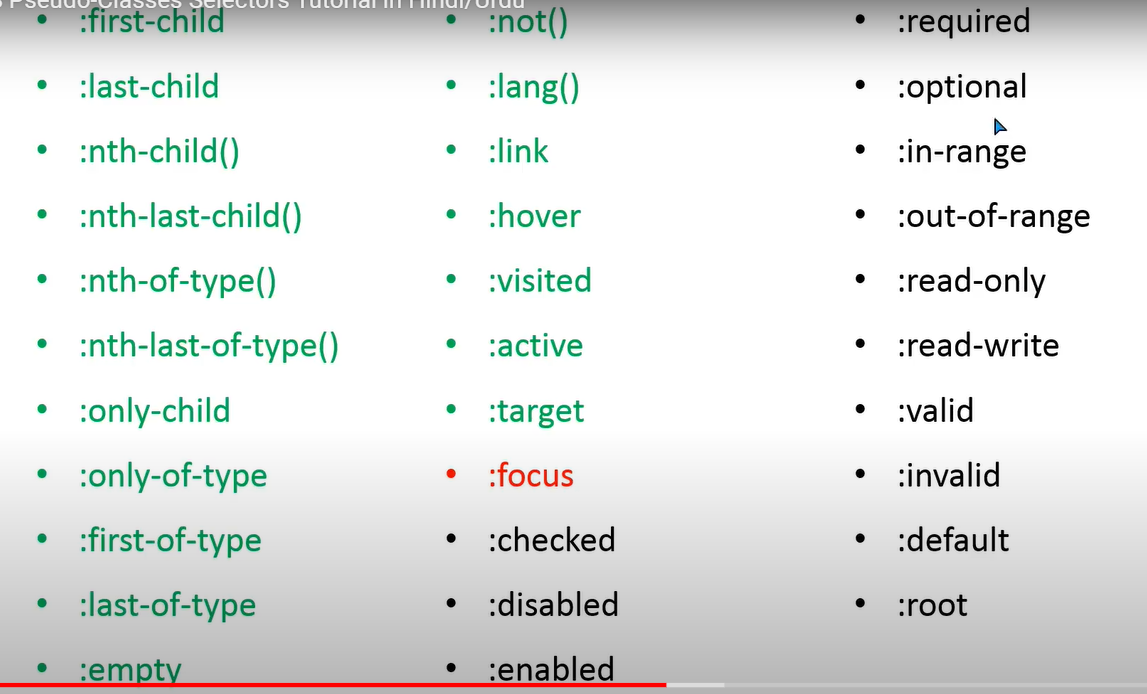 Pseudo-Classes Selectors Tutorial in Hindi/Urdu
:first-child
:last-child
:nth-child()
:nth-last-child()
:nth-of-type()
:nth-last-of-type()
:only-child
:only-of-type
:first-of-type
:last-of-type
:empty
:not()
:lang()
:link
:hover
:visited
:active
:target
:focus
:checked
:disabled
:enabled
:required
:optional
:in-range
:out-of-range
:read-only
:read-write
:valid
:invalid
:default
:root